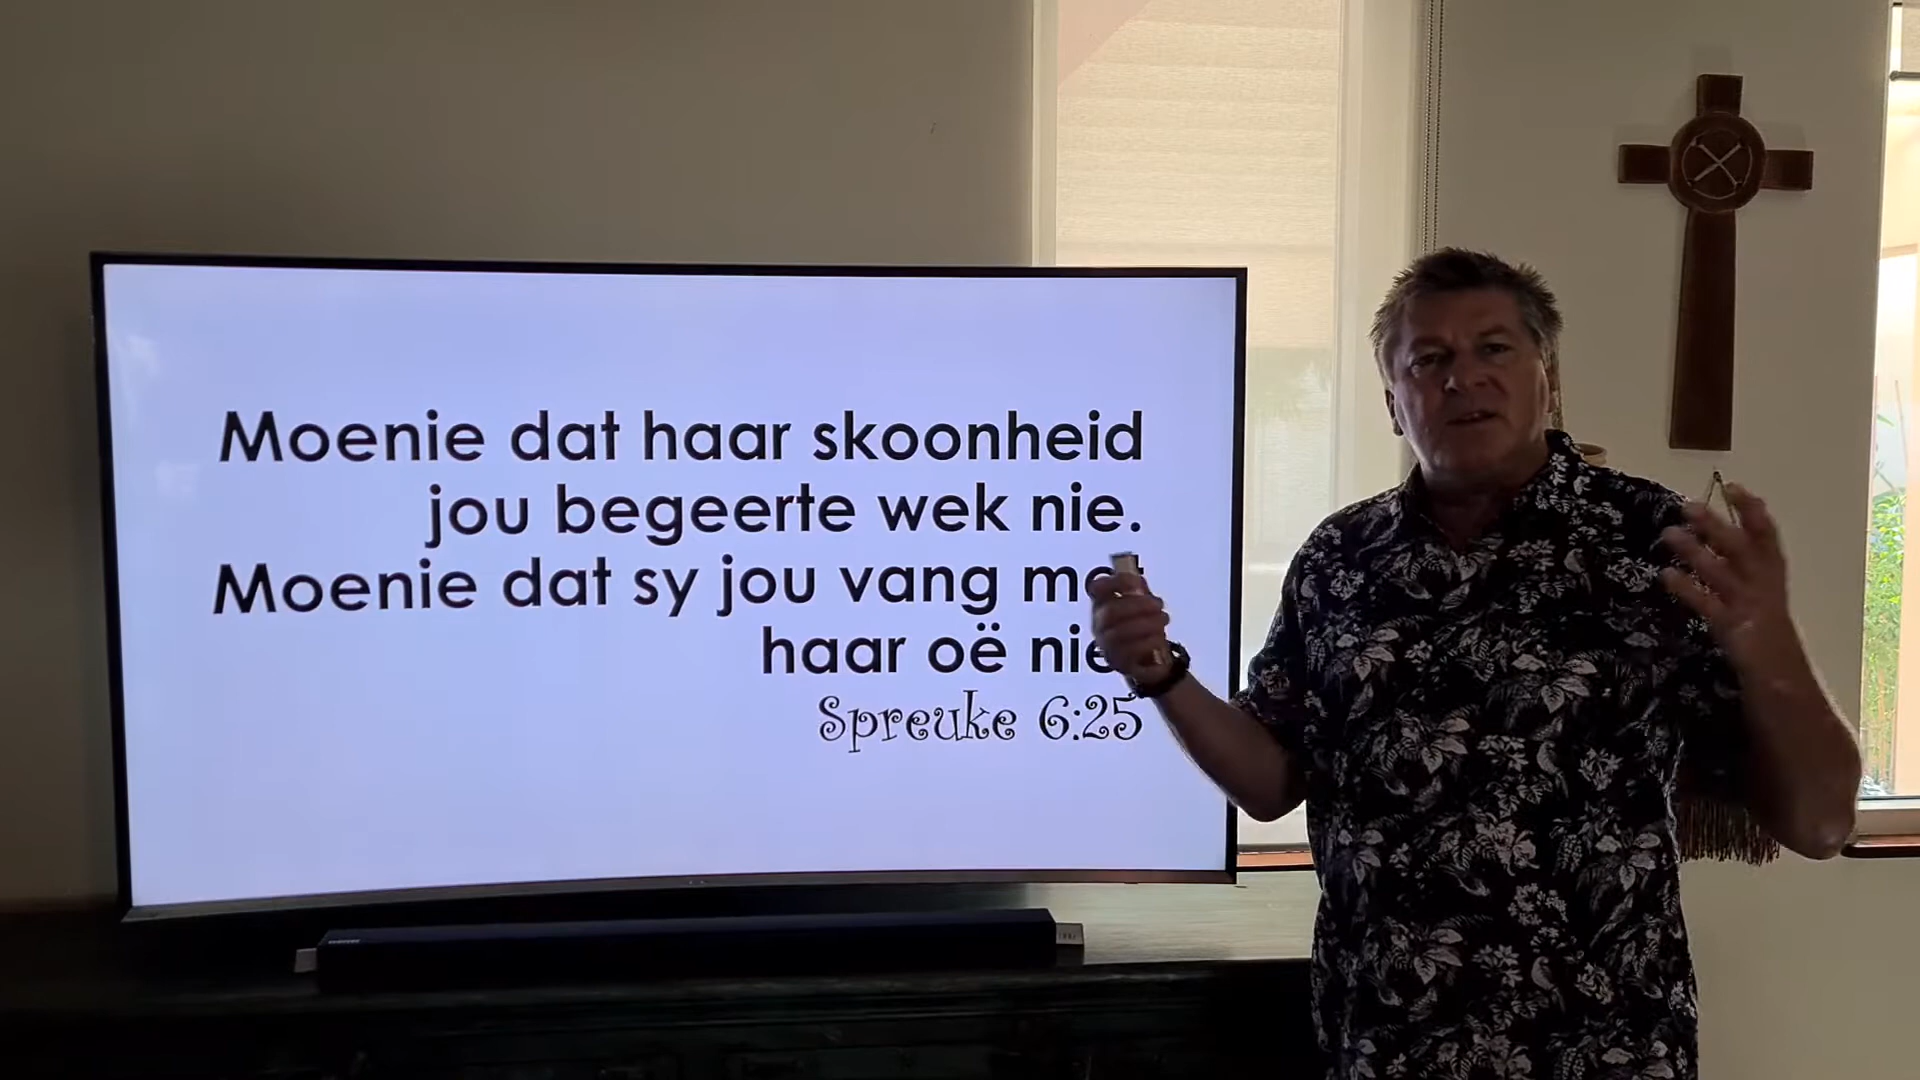 Moenie dat haar skoonheid
jou begeerte wek nie.
Moenie dat sy jou vang met
haar oë nie
Spreuke 6:25